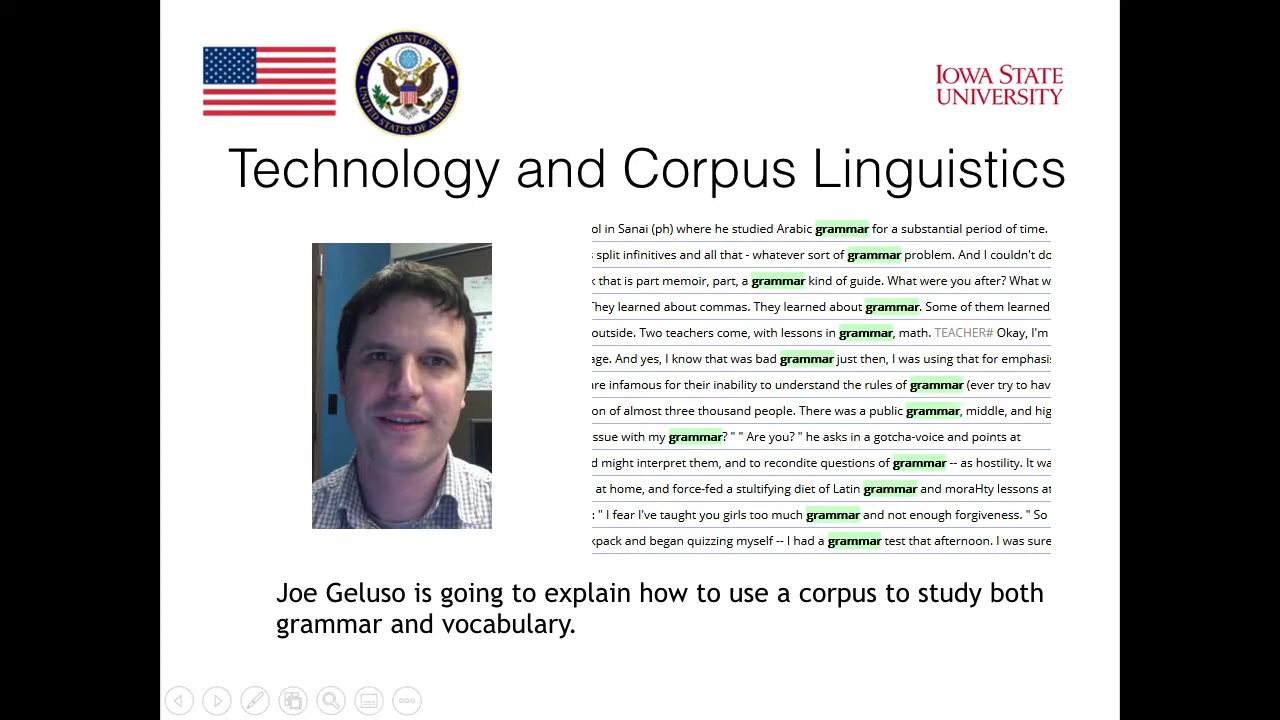 DEPARTMENT OF STATE
UNITED STATES OF AMERICA
IOWA STATE
UNIVERSITY
Technology and Corpus Linguistics
ol in Sanai (ph) where he studied Arabic grammar for a substantial period of time.
split infinitives and all that - whatever sort of grammar problem. And I couldn't do
that is part memoir, part, a grammar kind of guide. What were you after? What w
They learned about commas. They learned about grammar. Some of them learned
outside. Two teachers come, with lessons in grammar, math. TEACHER# Okay, I'm
age. And yes, I know that was bad grammar just then, I was using that for emphasi
are infamous for their inability to understand the rules of grammar (ever try to hav
on of almost three thousand people. There was a public grammar, middle, and hig
ssue with my grammar? " " Are you? " he asks in a gotcha-voice and points at
d might interpret them, and to recondite questions of grammar -- as hostility. It wa
at home, and force-fed a stultifying diet of Latin grammar and moraHty lessons at
: " I fear I've taught you girls too much grammar and not enough forgiveness. " So
kpack and began quizzing myself -- I had a grammar test that afternoon. I was sure
Joe Geluso is going to explain how to use a corpus to study both
grammar and vocabulary.